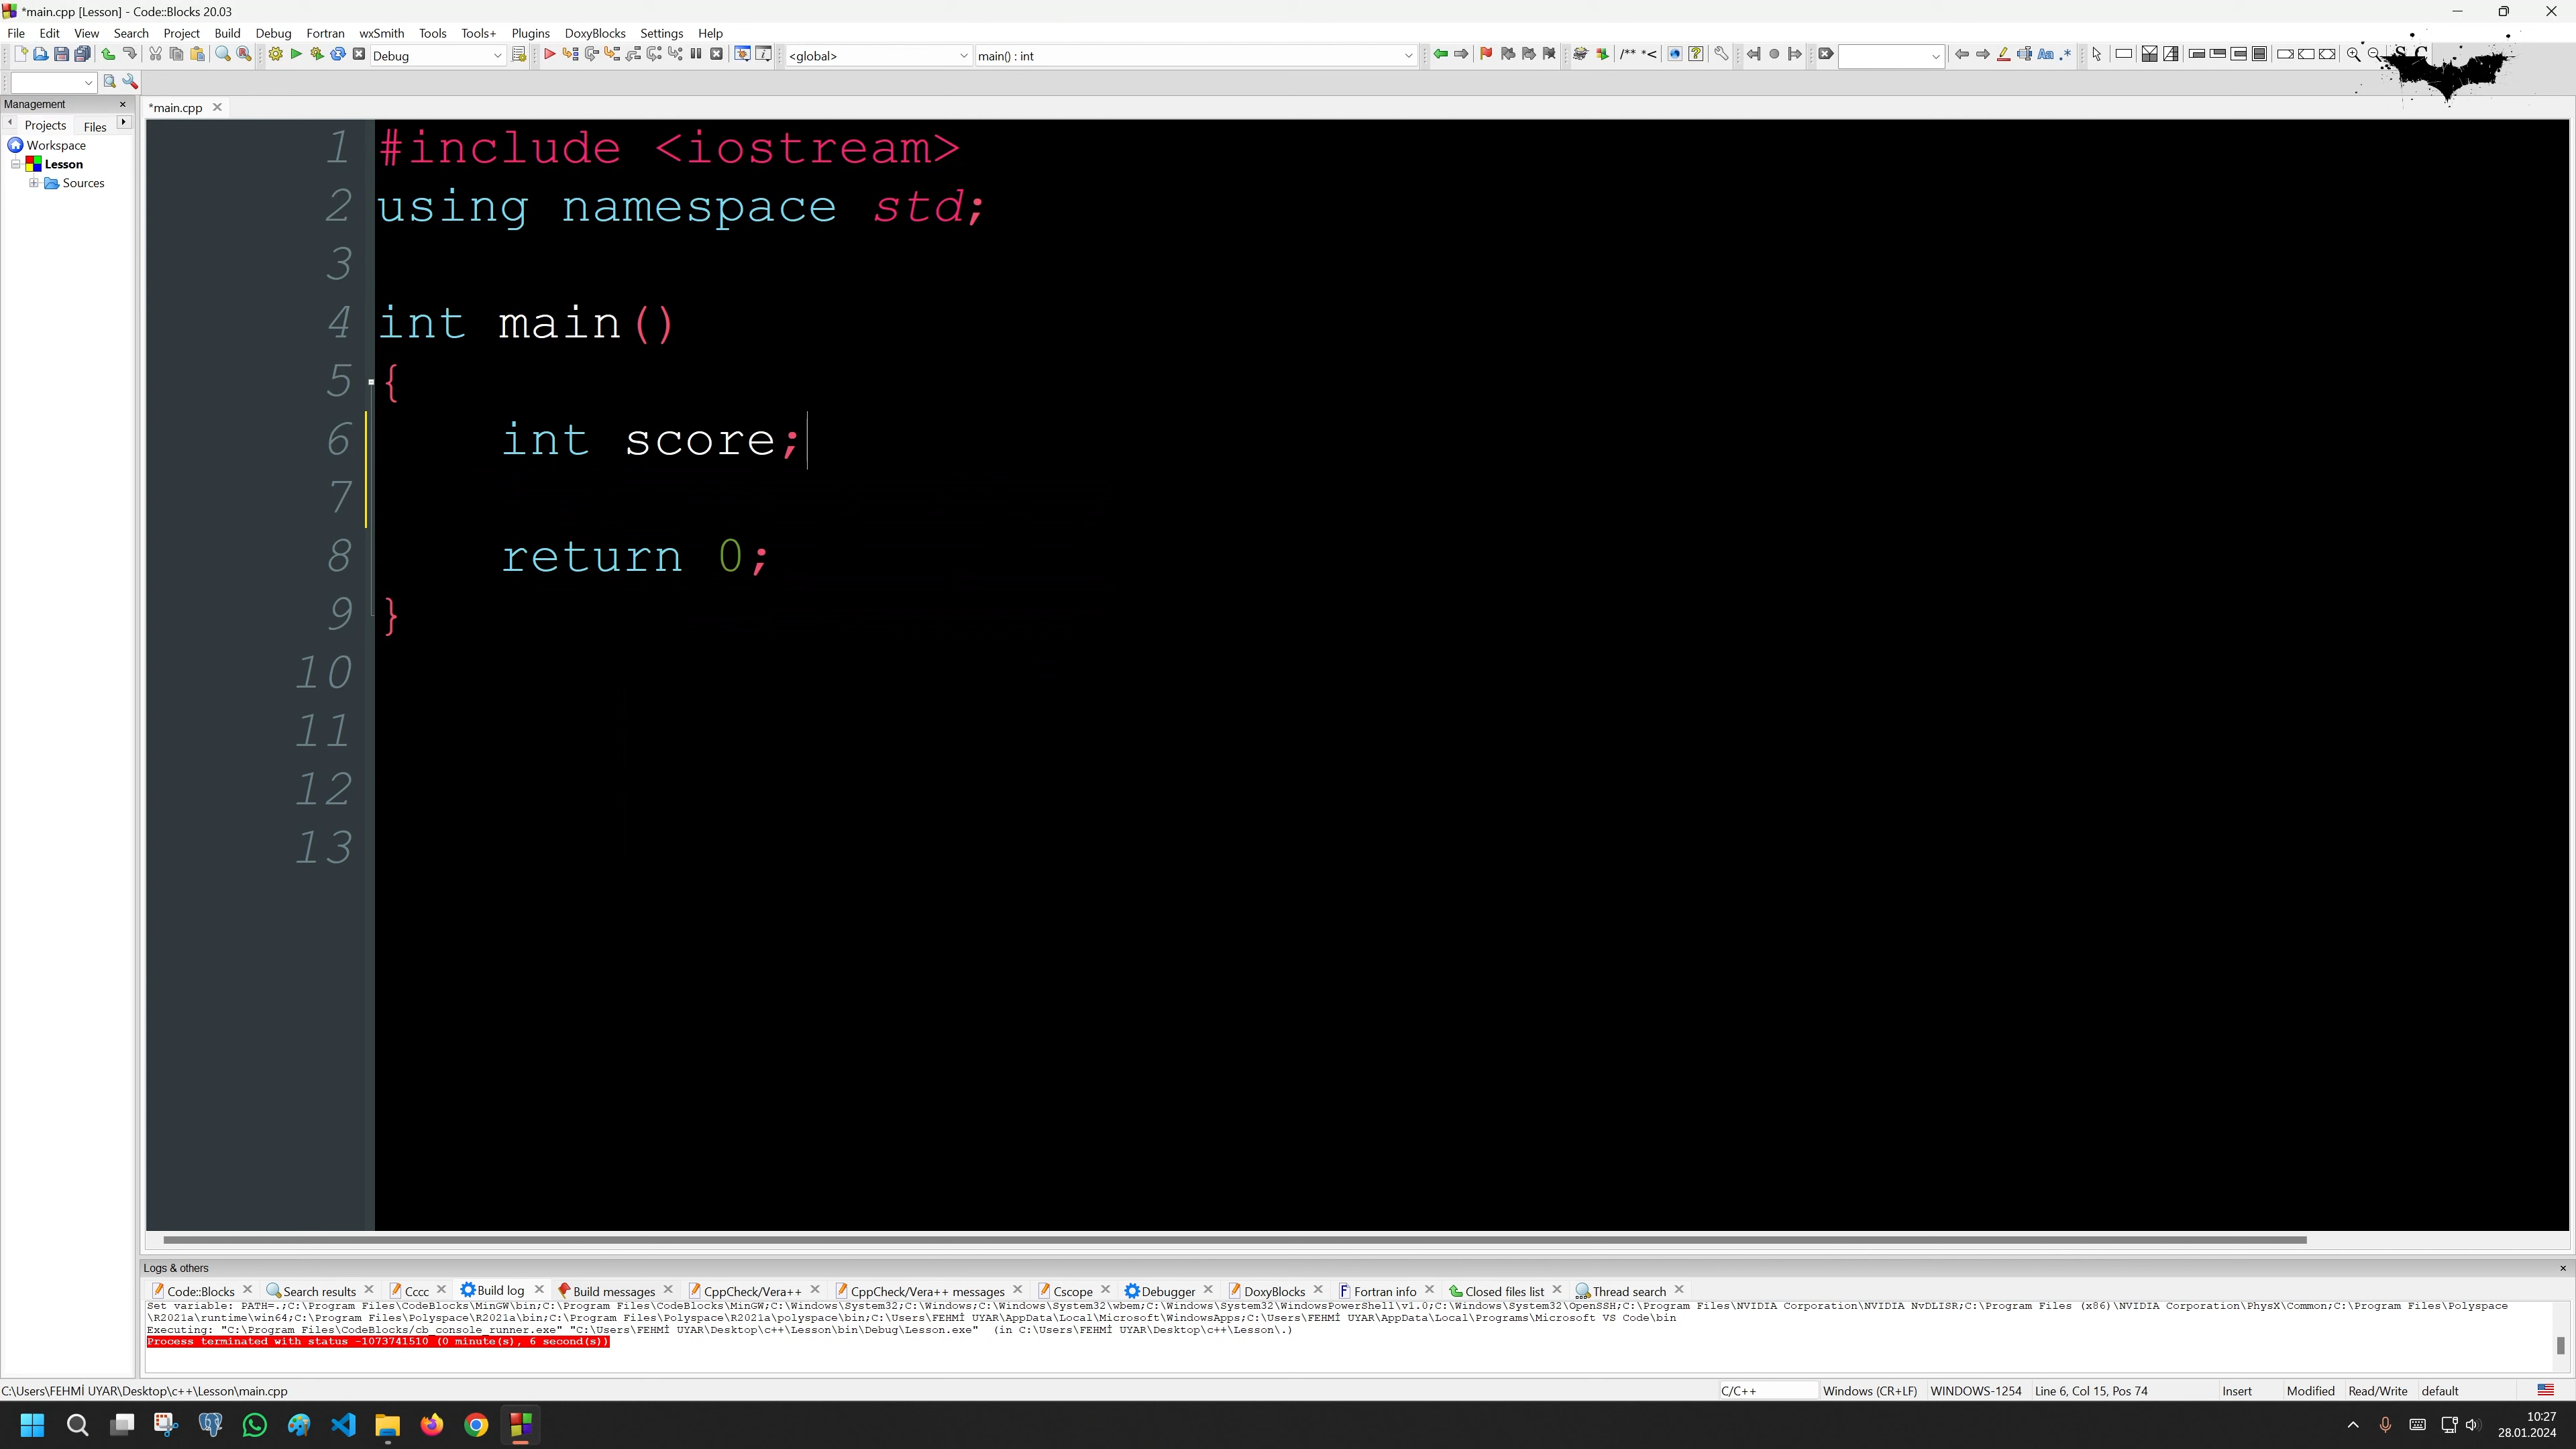 *main.cpp [Lesson] - Code::Blocks 20.03
File Edit View Search Project Build Debug Fortran wxSmith Tools Tools+ Plugins DoxyBlocks Settings Help
Debug <global> main() : int /** *< Aa .* S C
Management
*main.cpp
Projects Files
Workspace
Lesson
Sources
1 #include <iostream>
2 using namespace std;
3
4 int main()
5 {
6 int score;
7
8 return 0;
9 }
10
11
12
13
Logs & others
Code::Blocks Search results Cccc Build log Build messages CppCheck/Vera++ CppCheck/Vera++ messages Cscope Debugger DoxyBlocks Fortran info Closed files list Thread search
Set variable: PATH=.;C:\Program Files\CodeBlocks\MinGW\bin;C:\Program Files\CodeBlocks\MinGW;C:\Windows\System32;C:\Windows;C:\Windows\System32\wbem;C:\Windows\System32\WindowsPowerShell\v1.0;C:\Windows\System32\OpenSSH;C:\Program Files\NVIDIA Corporation\NVIDIA NvDLISR;C:\Program Files (x86)\NVIDIA Corporation\PhysX\Common;C:\Program Files\Polyspace
\R2021a\runtime\win64;C:\Program Files\Polyspace\R2021a\bin;C:\Program Files\Polyspace\R2021a\polyspace\bin;C:\Users\FEHMİ UYAR\AppData\Local\Microsoft\WindowsApps;C:\Users\FEHMİ UYAR\AppData\Local\Programs\Microsoft VS Code\bin
Executing: "C:\Program Files\CodeBlocks/cb_console_runner.exe" "C:\Users\FEHMİ UYAR\Desktop\c++\Lesson\bin\Debug\Lesson.exe" (in C:\Users\FEHMİ UYAR\Desktop\c++\Lesson\.)
Process terminated with status -1073741510 (0 minute(s), 6 second(s))
C:\Users\FEHMİ UYAR\Desktop\c++\Lesson\main.cpp C/C++ Windows (CR+LF) WINDOWS-1254 Line 6, Col 15, Pos 74 Insert Modified Read/Write default
10:27
28.01.2024